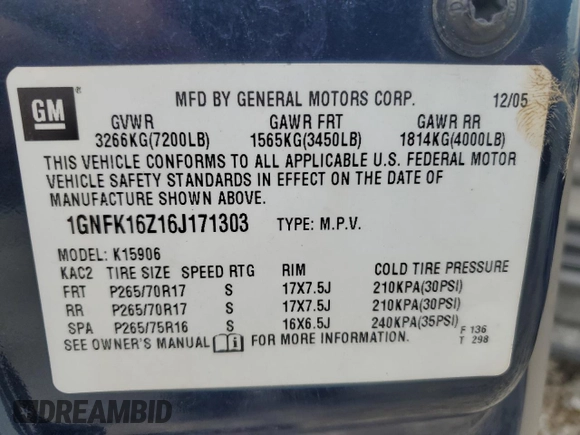 GM
MFD BY GENERAL MOTORS CORP. 12/05
GVWR GAWR FRT GAWR RR
3266KG(7200LB) 1565KG(3450LB) 1814KG(4000LB)
THIS VEHICLE CONFORMS TO ALL APPLICABLE U.S. FEDERAL MOTOR
VEHICLE SAFETY STANDARDS IN EFFECT ON THE DATE OF
MANUFACTURE SHOWN ABOVE.
1GNFK16Z16J171303 TYPE: M.P.V.
MODEL: K15906
KAC2 TIRE SIZE SPEED RTG RIM COLD TIRE PRESSURE
FRT P265/70R17 S 17X7.5J 210KPA(30PSI)
RR P265/70R17 S 17X7.5J 210KPA(30PSI)
SPA P265/75R16 S 16X6.5J 240KPA(35PSI) F 136
SEE OWNER'S MANUAL FOR MORE INFORMATION. T 298
DREAMBID